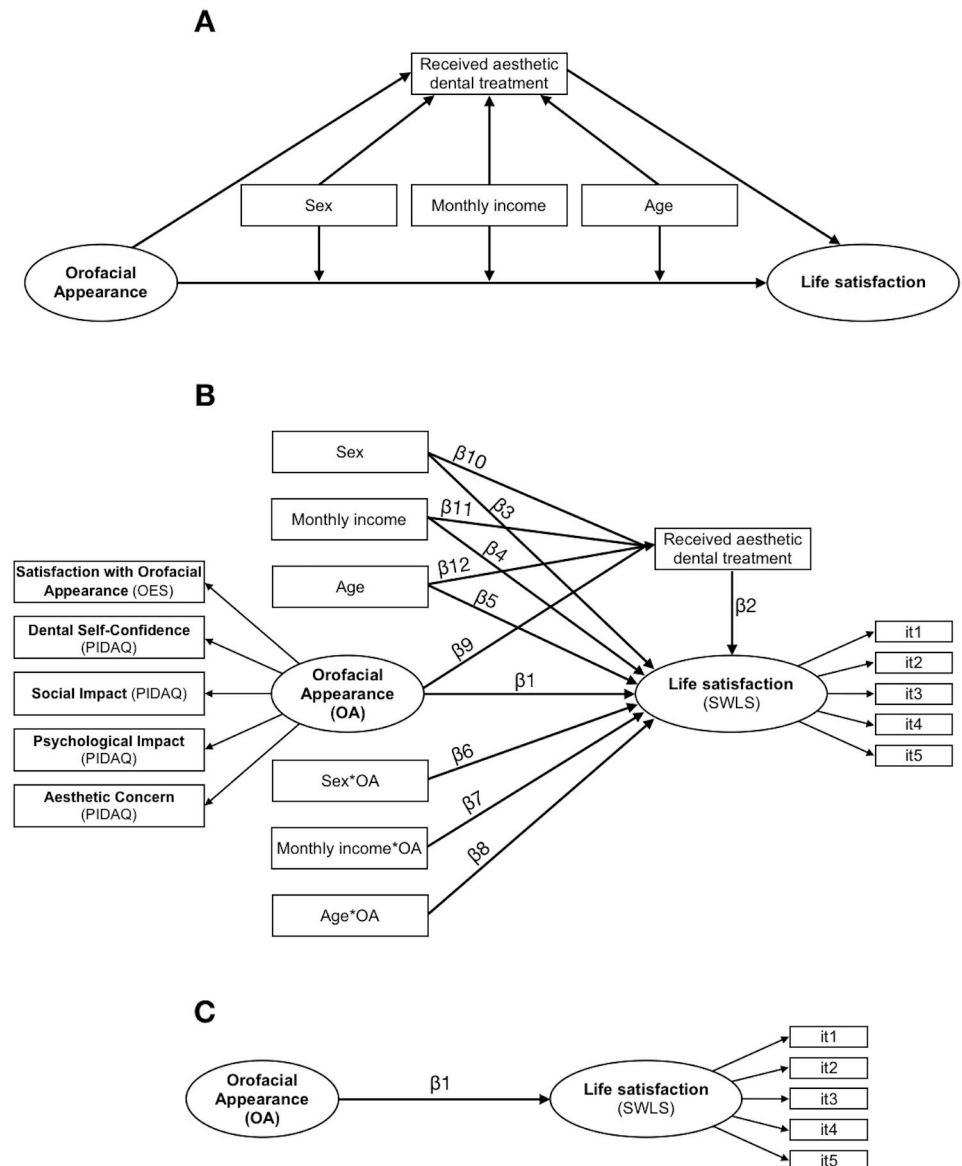 A
Received aesthetic
dental treatment
Sex
Monthly income
Age
Orofacial
Appearance
Life satisfaction
B
Sex
β10
β3
Monthly income
β11
β4
Received aesthetic
dental treatment
Age
β12
β5
β2
Satisfaction with Orofacial
Appearance (OES)
Dental Self-Confidence
(PIDAQ)
Social Impact (PIDAQ)
Psychological Impact
(PIDAQ)
Aesthetic Concern
(PIDAQ)
β9
Orofacial
Appearance
(OA)
β1
Life satisfaction
(SWLS)
it1
it2
it3
it4
it5
Sex*OA
β6
Monthly income*OA
β7
Age*OA
β8
C
Orofacial
Appearance
(OA)
β1
Life satisfaction
(SWLS)
it1
it2
it3
it4
it5